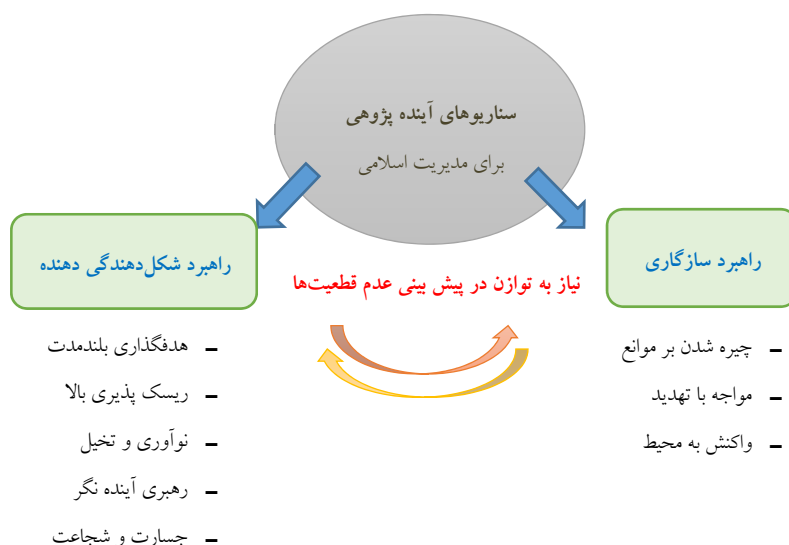 سناریوهای آینده پژوهی
برای مدیریت اسلامی
راهبرد سازگاری
راهبرد شکل‌دهندگی دهنده
نیاز به توازن در پیش بینی عدم قطعیت‌ها
– چیره شدن بر موانع
– مواجه با تهدید
– واکنش به محیط
– هدفگذاری بلندمدت
– ریسک پذیری بالا
– نوآوری و تخیل
– رهبری آینده نگر
– جسارت و شجاعت